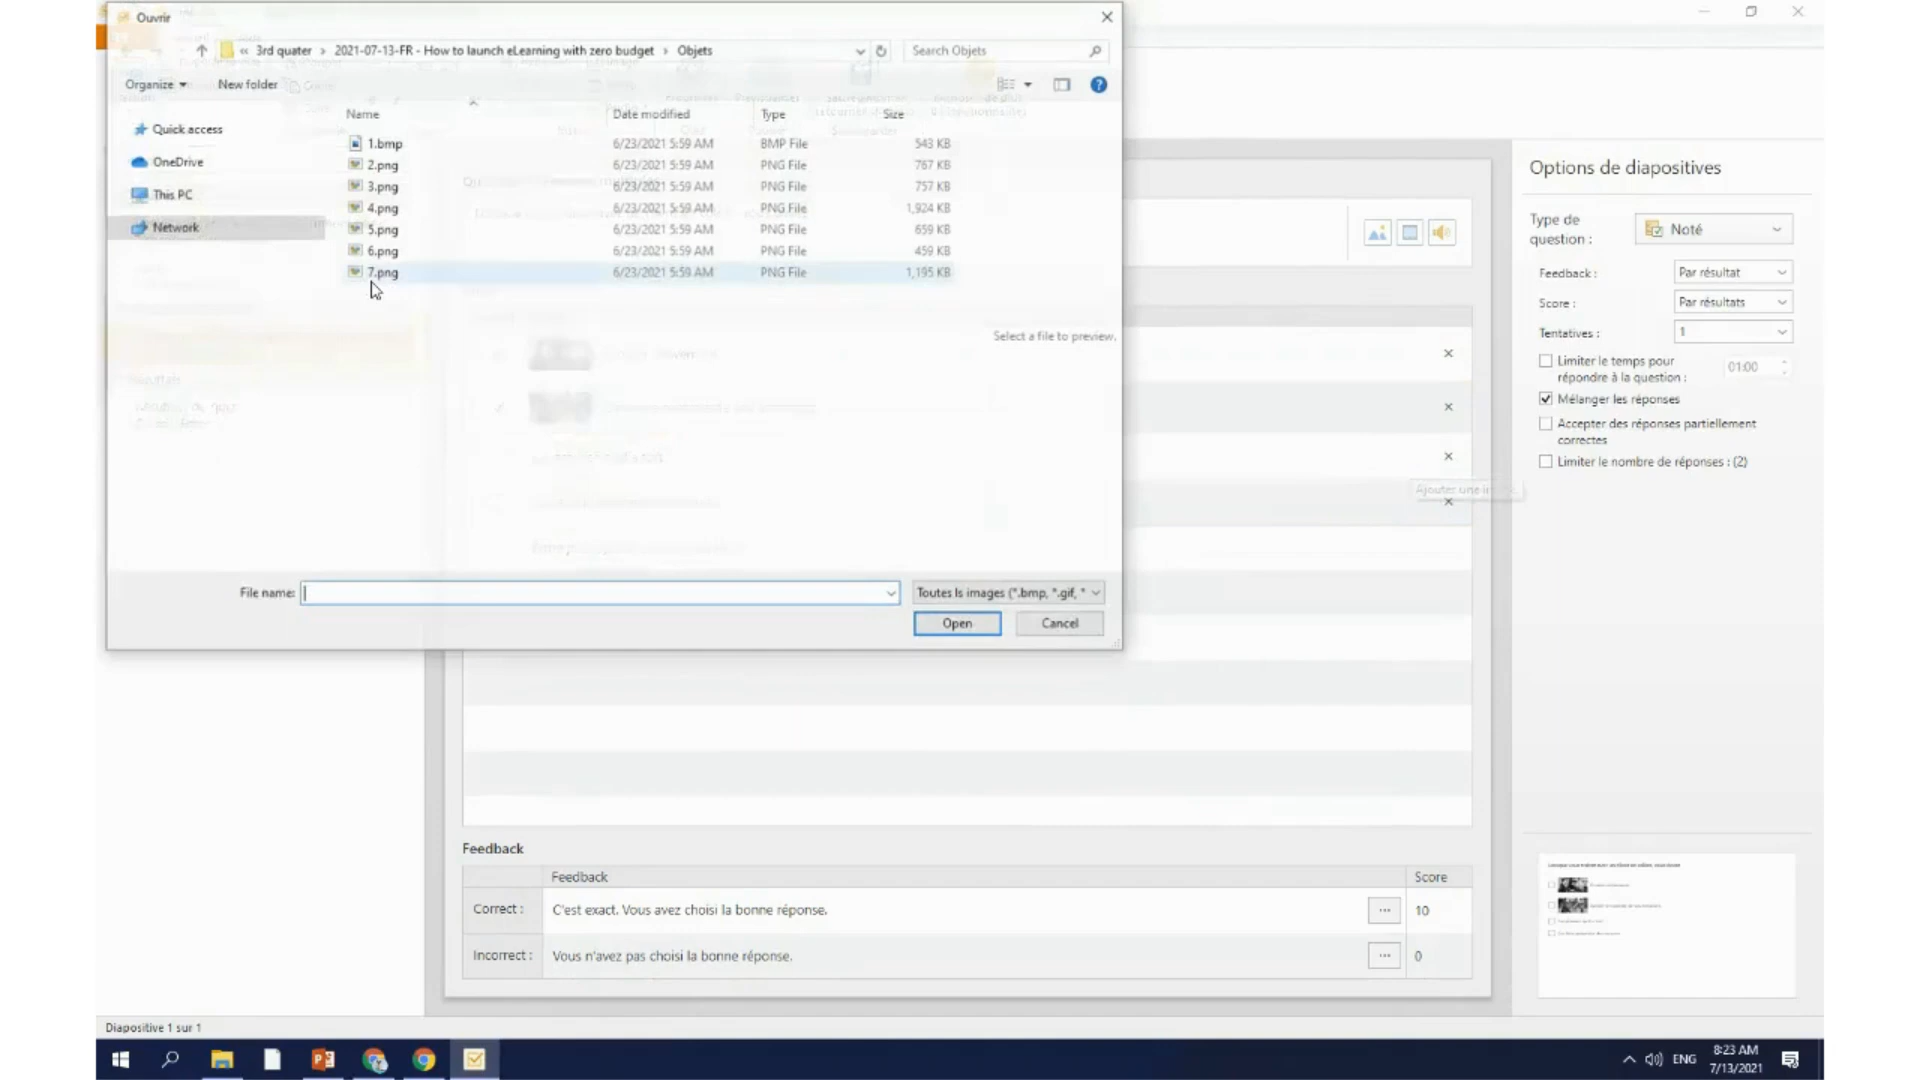 Ouvrir
« 3rd quater › 2021-07-13-FR - How to launch eLearning with zero budget › Objets
Search Objets
Organize
New folder
Name
Date modified
Type
Size
Quick access
OneDrive
This PC
Network
1.bmp 6/23/2021 5:59 AM BMP File 543 KB
2.png 6/23/2021 5:59 AM PNG File 767 KB
3.png 6/23/2021 5:59 AM PNG File 757 KB
4.png 6/23/2021 5:59 AM PNG File 1,924 KB
5.png 6/23/2021 5:59 AM PNG File 659 KB
6.png 6/23/2021 5:59 AM PNG File 459 KB
7.png 6/23/2021 5:59 AM PNG File 1,195 KB
Select a file to preview.
File name:
Toutes ls images (*.bmp, *.gif, *
Open
Cancel
Options de diapositives
Type de
question :
Noté
Feedback : Par résultat
Score : Par résultats
Tentatives : 1
Limiter le temps pour
répondre à la question :
01:00
Mélanger les réponses
Accepter des réponses partiellement
correctes
Limiter le nombre de réponses : (2)
Ajouter une
Feedback
Feedback
Score
Correct : C'est exact. Vous avez choisi la bonne réponse. ... 10
Incorrect : Vous n'avez pas choisi la bonne réponse. ... 0
Diapositive 1 sur 1
ENG
8:23 AM
7/13/2021